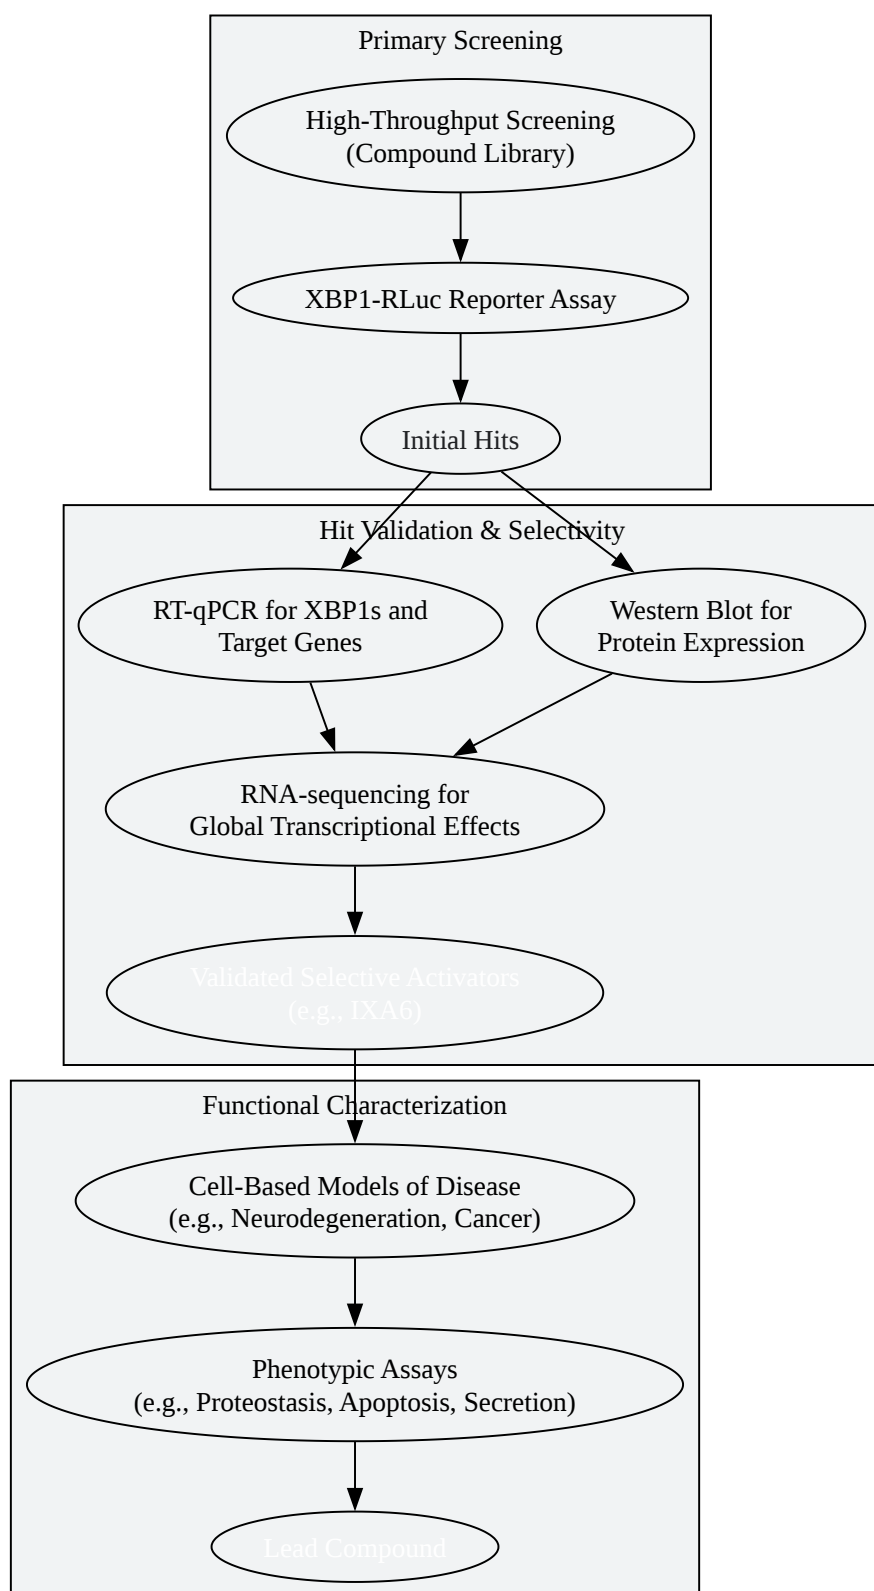 Primary Screening
High-Throughput Screening
(Compound Library)
XBP1-RLuc Reporter Assay
Initial Hits
Hit Validation & Selectivity
RT-qPCR for XBP1s and
Target Genes
Western Blot for
Protein Expression
RNA-sequencing for
Global Transcriptional Effects
Validated Selective Activators
(e.g., IXA6)
Functional Characterization
Cell-Based Models of Disease
(e.g., Neurodegeneration, Cancer)
Phenotypic Assays
(e.g., Proteostasis, Apoptosis, Secretion)
Lead Compound